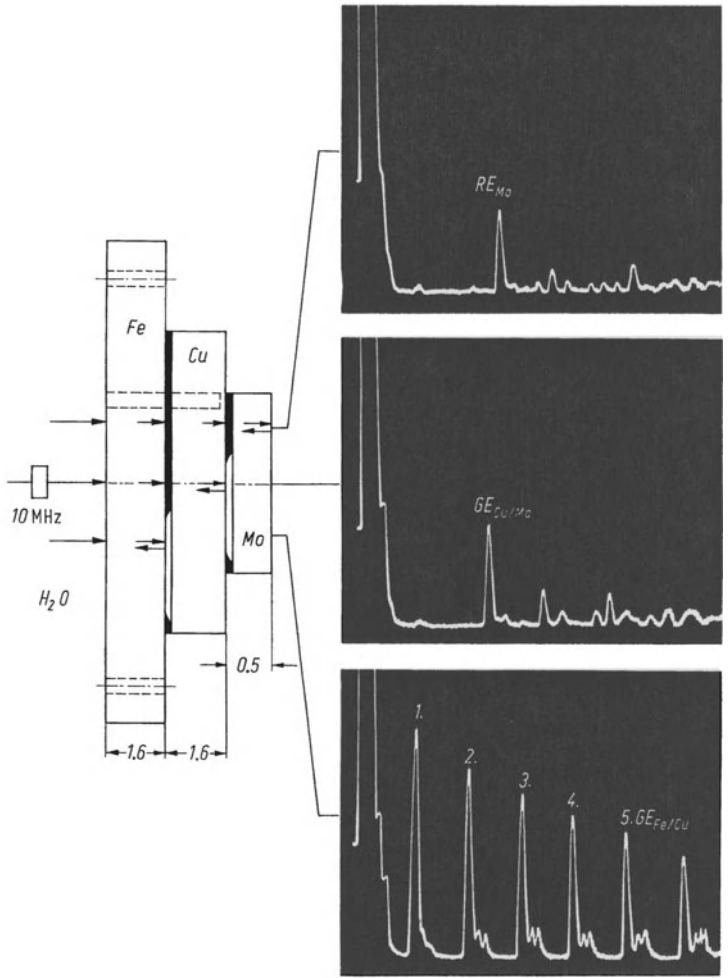 RE_Mo
Fe
Cu
10 MHz
Mo
H₂O
0.5
1.6
1.6
GE_Cu/Mo
1.
2.
3.
4.
5. GE_Fe/Cu